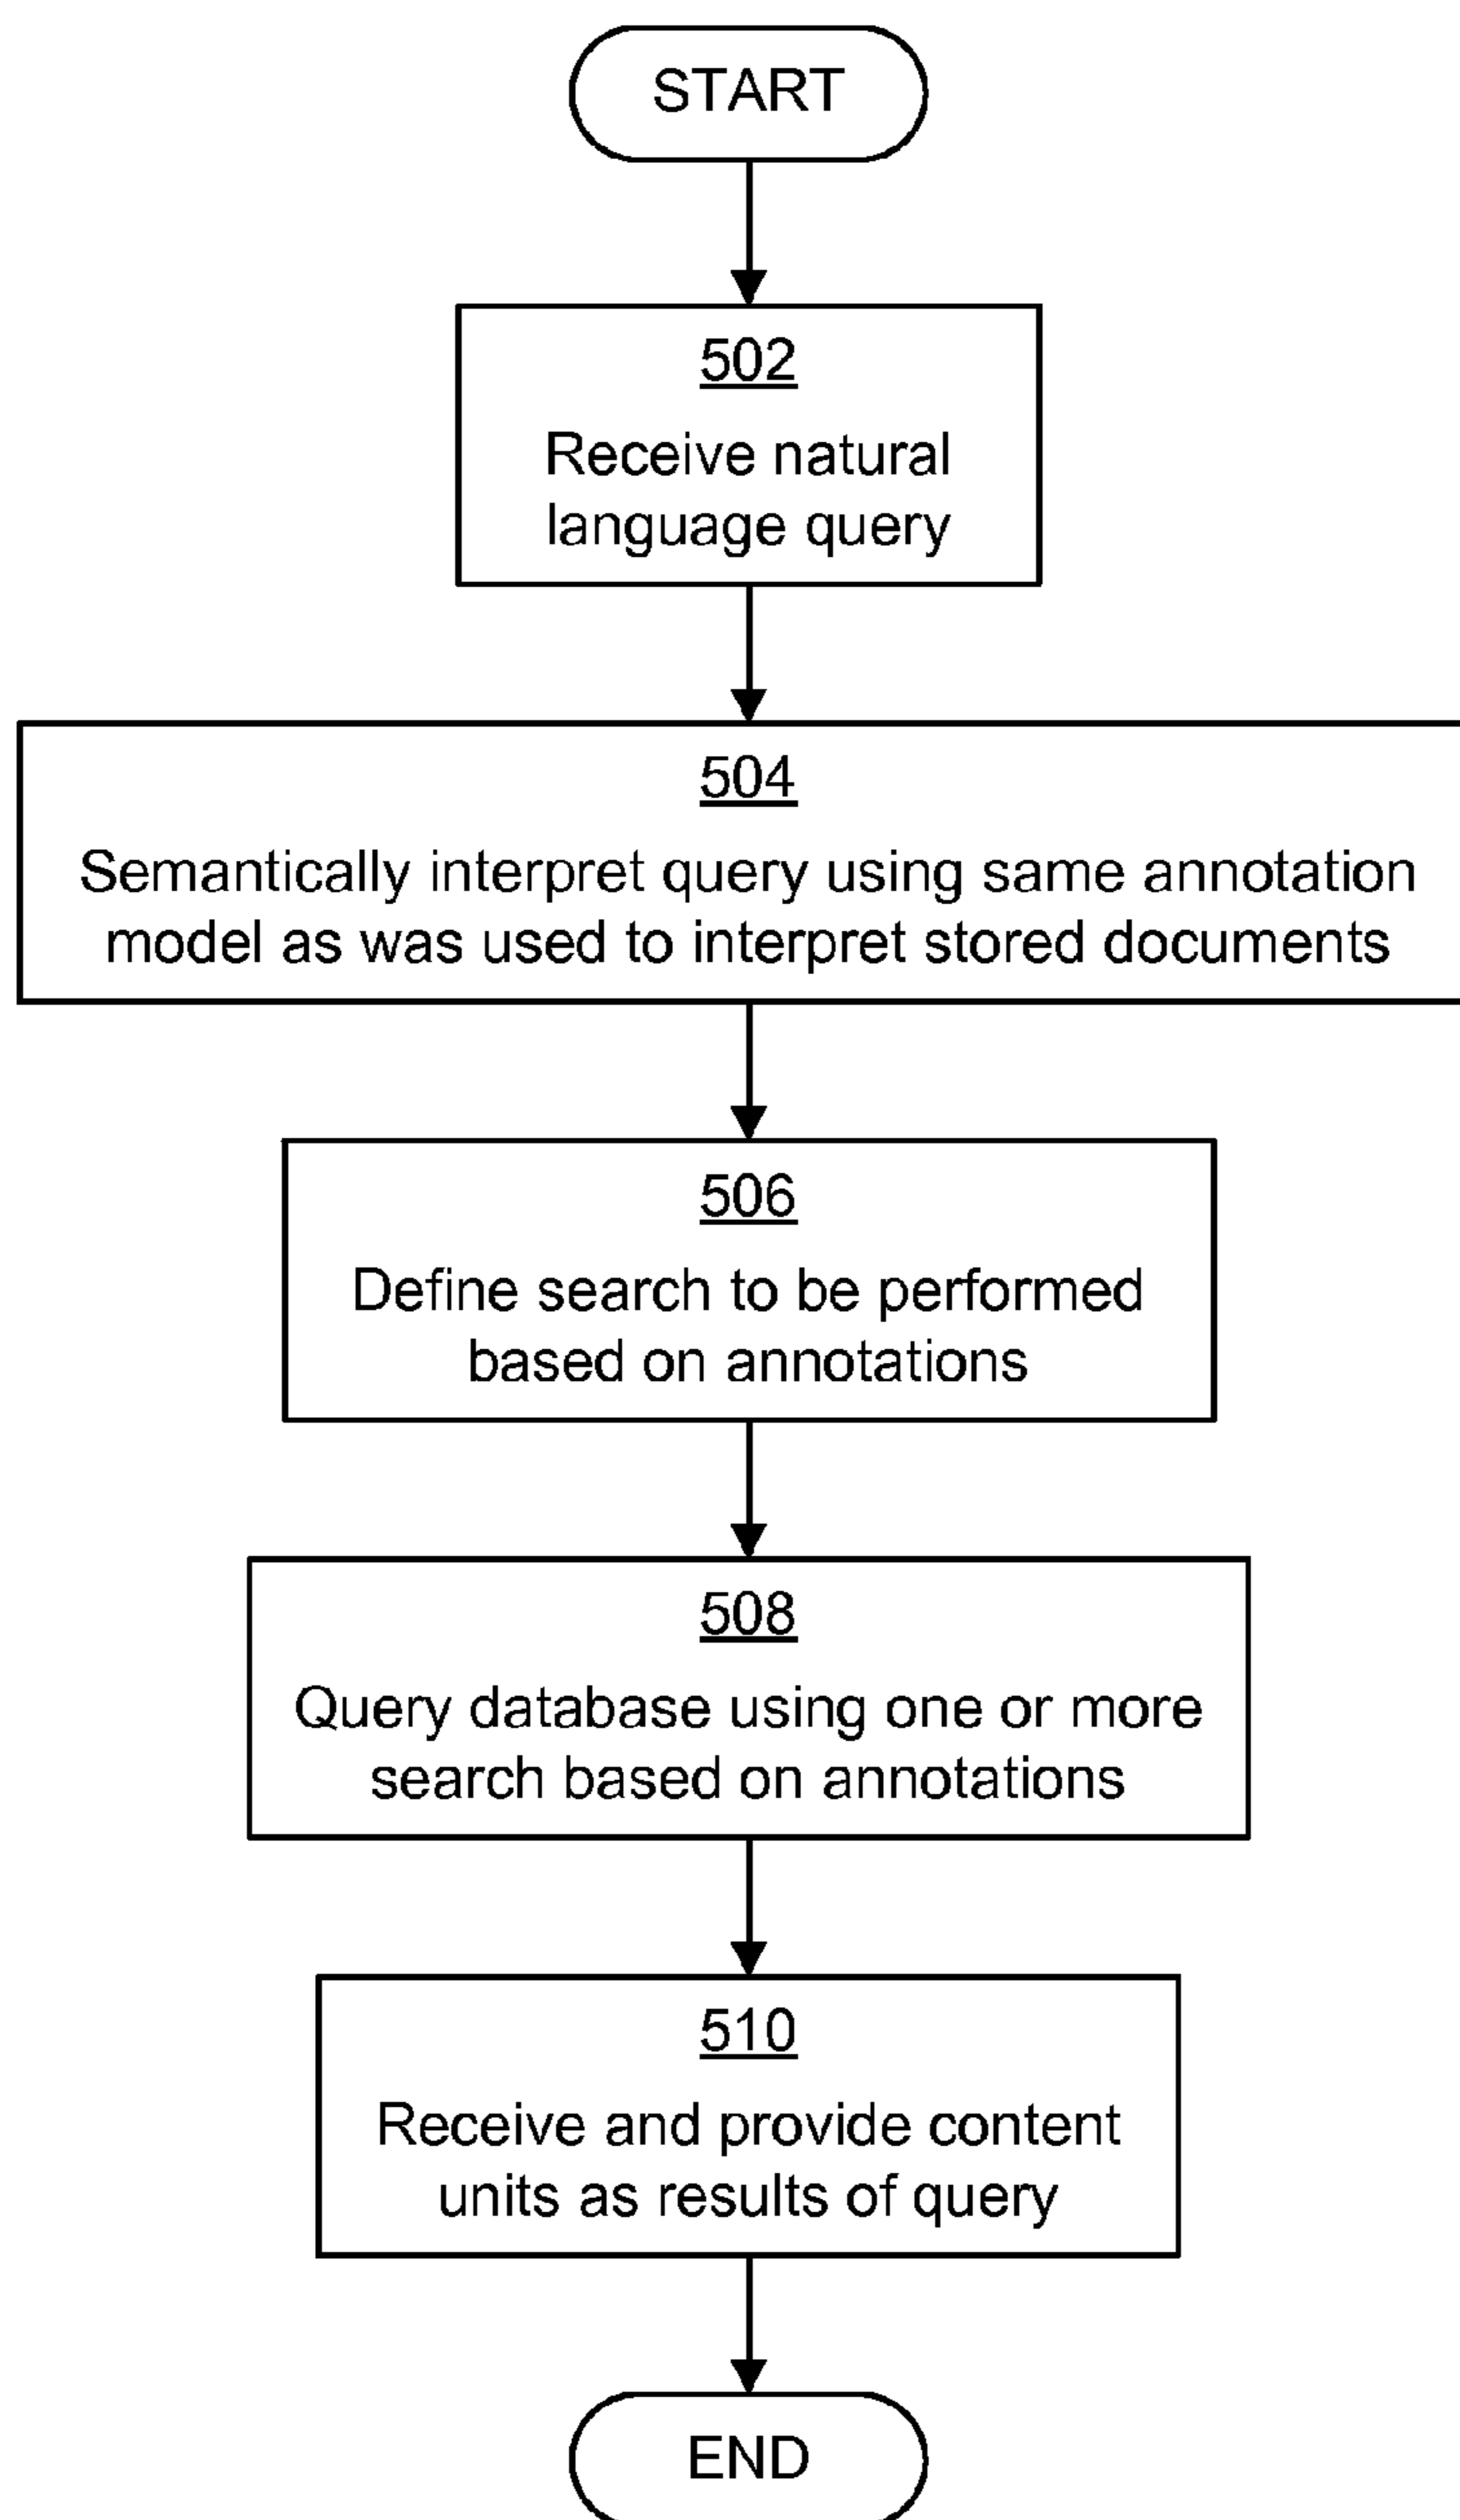 START
502
Receive natural
language query
504
Semantically interpret query using same annotation
model as was used to interpret stored documents
506
Define search to be performed
based on annotations
508
Query database using one or more
search based on annotations
510
Receive and provide content
units as results of query
END